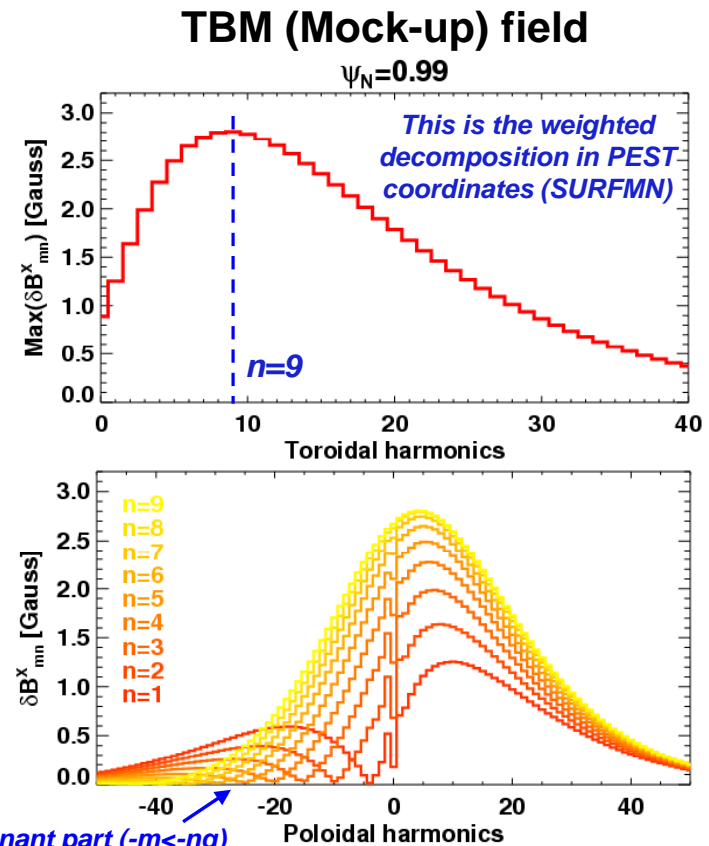 TBM (Mock-up) field
ψN=0.99
This is the weighted
decomposition in PEST
coordinates (SURFMN)
Max(δBxmn) [Gauss]
3.0
2.5
2.0
1.5
1.0
0.5
0.0
n=9
0 10 20 30 40
Toroidal harmonics
δBxmn [Gauss]
3.0
2.5
2.0
1.5
1.0
0.5
0.0
n=9
n=8
n=7
n=6
n=5
n=4
n=3
n=2
n=1
-40 -20 0 20 40
Poloidal harmonics
part (-m<-nq)